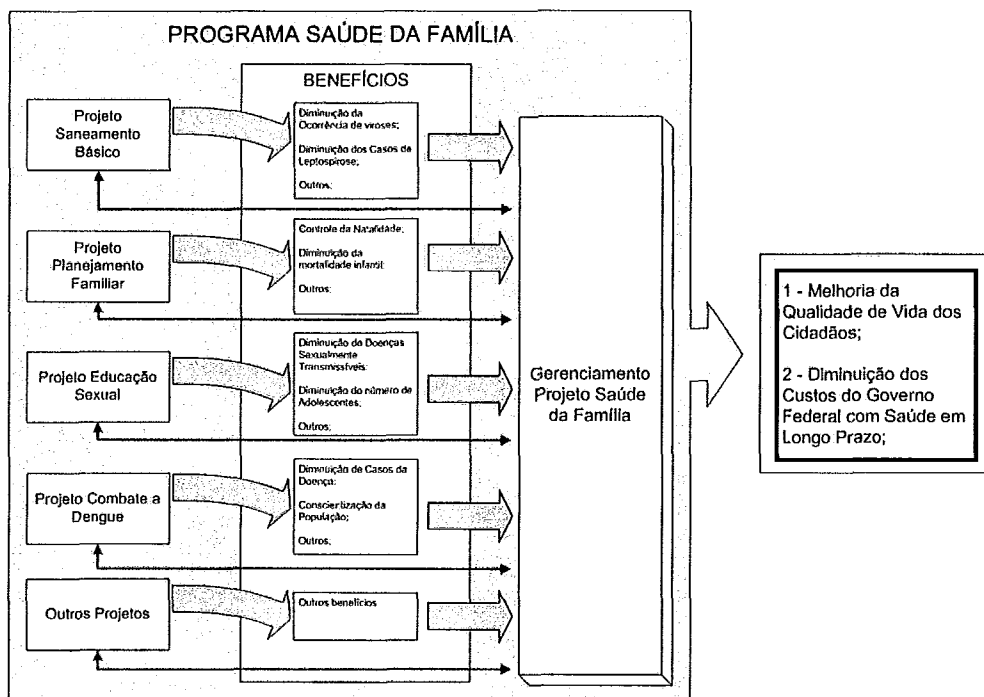 PROGRAMA SAÚDE DA FAMÍLIA
BENEFÍCIOS
Projeto
Saneamento
Básico
Diminuição da
Ocorrência de viroses;
Diminuição dos Casos de
Leptospirose;
Outros;
Projeto
Planejamento
Familiar
Controle da Natalidade;
Diminuição da
mortalidade infantil;
Outros;
Projeto Educação
Sexual
Diminuição da Doenças
Sexualmente
Transmissíveis;
Diminuição do número de
Adolescentes;
Outros;
Projeto Combate a
Dengue
Diminuição de Casos da
Doença;
Conscientização da
População;
Outros;
Outros Projetos
Outros benefícios
Gerenciamento
Projeto Saúde
da Família
1 - Melhoria da
Qualidade de Vida dos
Cidadãos;
2 - Diminuição dos
Custos do Governo
Federal com Saúde em
Longo Prazo;